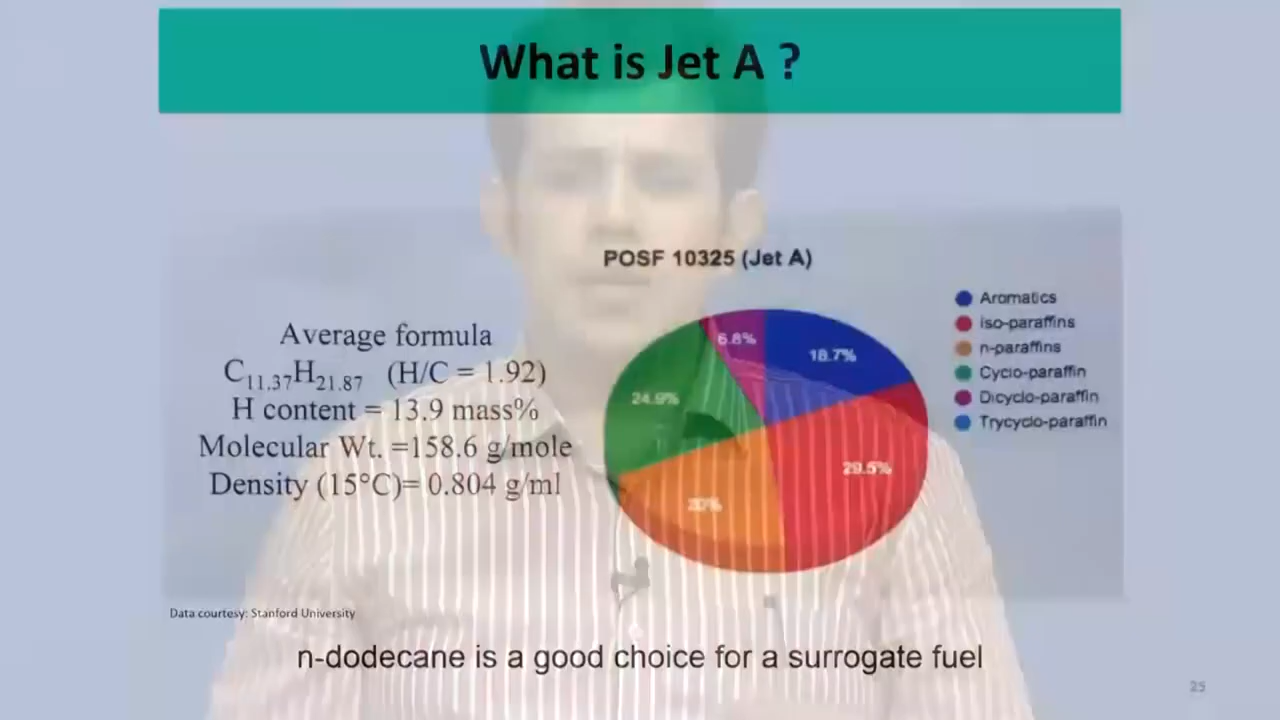 What is Jet A ?
POSF 10325 (Jet A)
Aromatics
iso-paraffins
n-paraffins
Cyclo-paraffin
Dicyclo-paraffin
Trycyclo-paraffin
6.8%
18.7%
24.9%
29.5%
20%
Average formula
C11.37H21.87 (H/C = 1.92)
H content = 13.9 mass%
Molecular Wt. =158.6 g/mole
Density (15°C)= 0.804 g/ml
Data courtesy: Stanford University
n-dodecane is a good choice for a surrogate fuel
25